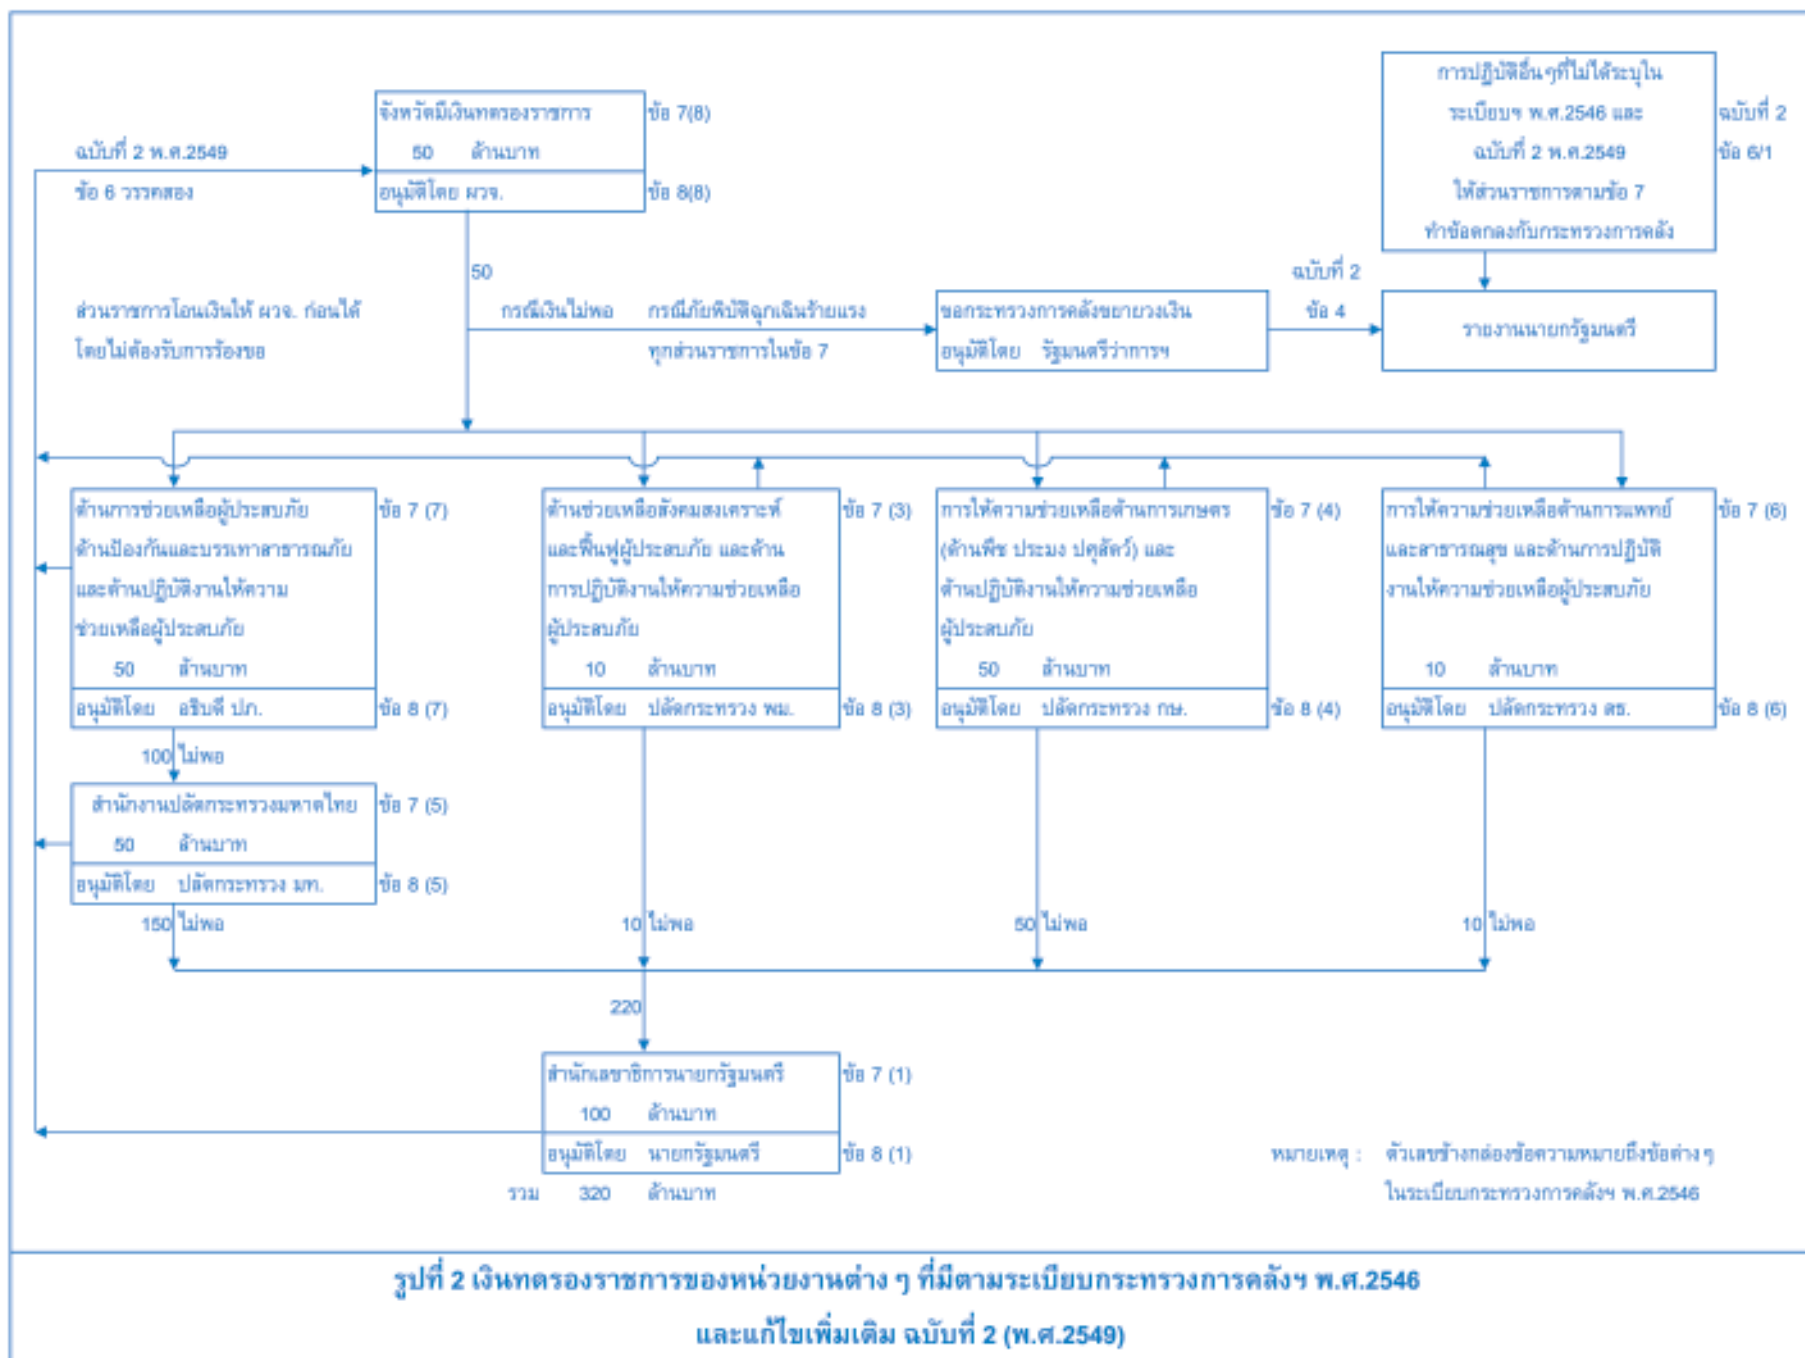 จังหวัดมีเงินทดรองราชการ ข้อ 7(8)
50 ล้านบาท
อนุมัติโดย ผวจ. ข้อ 8(8)
ฉบับที่ 2 พ.ศ.2549
ข้อ 6 วรรคสอง
การปฏิบัติอื่นๆที่ไม่ได้ระบุใน
ระเบียบฯ พ.ศ.2546 และ
ฉบับที่ 2 พ.ศ.2549
ให้ส่วนราชการตามข้อ 7
ทำข้อตกลงกับกระทรวงการคลัง
ฉบับที่ 2
ข้อ 6/1
50
ส่วนราชการโอนเงินให้ ผวจ. ก่อนได้
โดยไม่ต้องรับการร้องขอ
กรณีเงินไม่พอ
กรณีภัยพิบัติฉุกเฉินร้ายแรง
ทุกส่วนราชการในข้อ 7
ขอกระทรวงการคลังขยายวงเงิน
อนุมัติโดย รัฐมนตรีว่าการฯ
ฉบับที่ 2
ข้อ 4
รายงานนายกรัฐมนตรี
ด้านการช่วยเหลือผู้ประสบภัย ข้อ 7 (7)
ด้านป้องกันและบรรเทาสาธารณภัย
และด้านปฏิบัติงานให้ความ
ช่วยเหลือผู้ประสบภัย
50 ล้านบาท
อนุมัติโดย อธิบดี ปภ. ข้อ 8 (7)
ด้านช่วยเหลือสังคมสงเคราะห์ ข้อ 7 (3)
และฟื้นฟูผู้ประสบภัย และด้าน
การปฏิบัติงานให้ความช่วยเหลือ
ผู้ประสบภัย
10 ล้านบาท
อนุมัติโดย ปลัดกระทรวง พม. ข้อ 8 (3)
การให้ความช่วยเหลือด้านการเกษตร ข้อ 7 (4)
(ด้านพืช ประมง ปศุสัตว์) และ
ด้านปฏิบัติงานให้ความช่วยเหลือ
ผู้ประสบภัย
50 ล้านบาท
อนุมัติโดย ปลัดกระทรวง กษ. ข้อ 8 (4)
การให้ความช่วยเหลือด้านการแพทย์ ข้อ 7 (6)
และสาธารณสุข และด้านการปฏิบัติ
งานให้ความช่วยเหลือผู้ประสบภัย
10 ล้านบาท
อนุมัติโดย ปลัดกระทรวง สธ. ข้อ 8 (6)
100 ไม่พอ
สำนักงานปลัดกระทรวงมหาดไทย ข้อ 7 (5)
50 ล้านบาท
อนุมัติโดย ปลัดกระทรวง มท. ข้อ 8 (5)
150 ไม่พอ
10 ไม่พอ
50 ไม่พอ
10 ไม่พอ
220
สำนักเลขาธิการนายกรัฐมนตรี ข้อ 7 (1)
100 ล้านบาท
อนุมัติโดย นายกรัฐมนตรี ข้อ 8 (1)
รวม 320 ล้านบาท
หมายเหตุ : ตัวเลขข้างกล่องข้อความหมายถึงข้อต่าง ๆ
ในระเบียบกระทรวงการคลังฯ พ.ศ.2546
รูปที่ 2 เงินทดรองราชการของหน่วยงานต่าง ๆ ที่มีตามระเบียบกระทรวงการคลังฯ พ.ศ.2546
และแก้ไขเพิ่มเติม ฉบับที่ 2 (พ.ศ.2549)